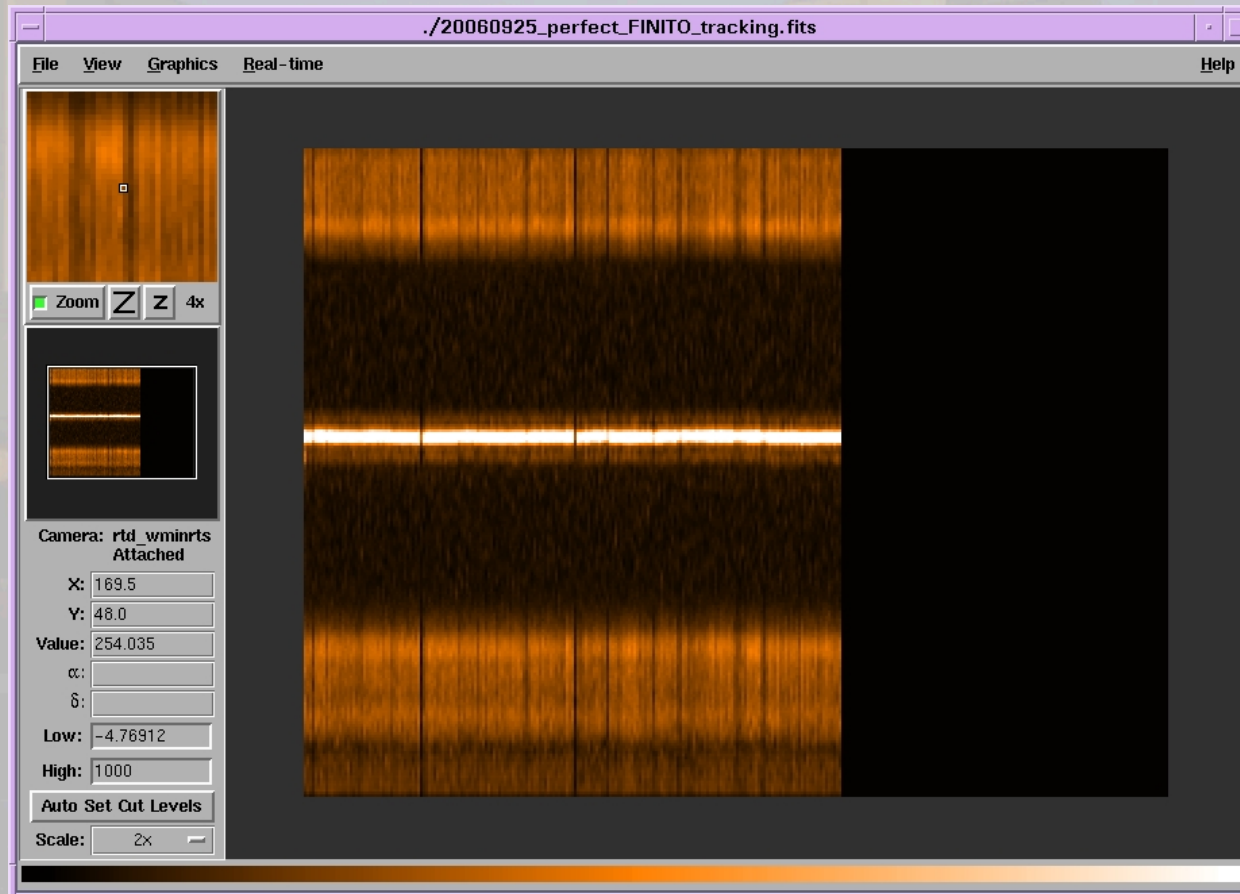 ./20060925_perfect_FINITO_tracking.fits
File View Graphics Real-time Help
Zoom Z z 4x
Camera: rtd_wminrts
Attached
X: 169.5
Y: 48.0
Value: 254.035
α:
δ:
Low: -4.76912
High: 1000
Auto Set Cut Levels
Scale: 2x